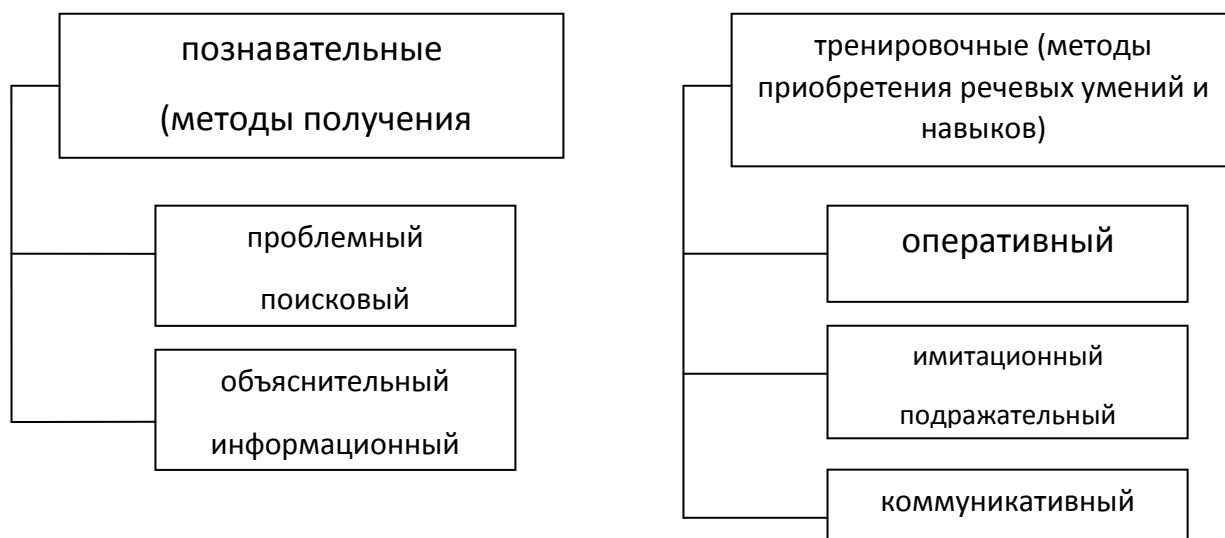 познавательные
(методы получения
проблемный
поисковый
объяснительный
информационный
тренировочные (методы
приобретения речевых умений и
навыков)
оперативный
имитационный
подражательный
коммуникативный